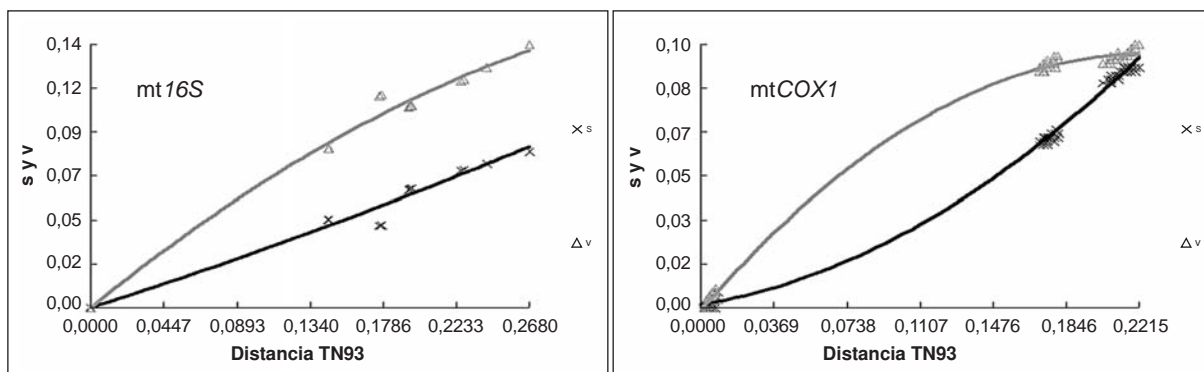 mt16S
s y v
0,14
0,12
0,09
0,07
0,05
0,02
0,00
0,0000 0,0447 0,0893 0,1340 0,1786 0,2233 0,2680
Distancia TN93
s
v
mtCOX1
s y v
0,10
0,08
0,07
0,05
0,03
0,02
0,00
0,0000 0,0369 0,0738 0,1107 0,1476 0,1846 0,2215
Distancia TN93
s
v